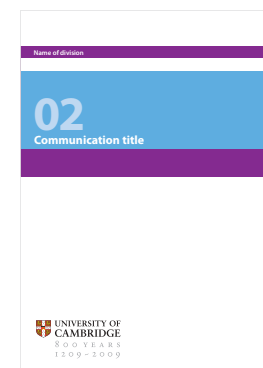 Name of division
02
Communication title
UNIVERSITY OF
CAMBRIDGE
800 YEARS
1209~2009